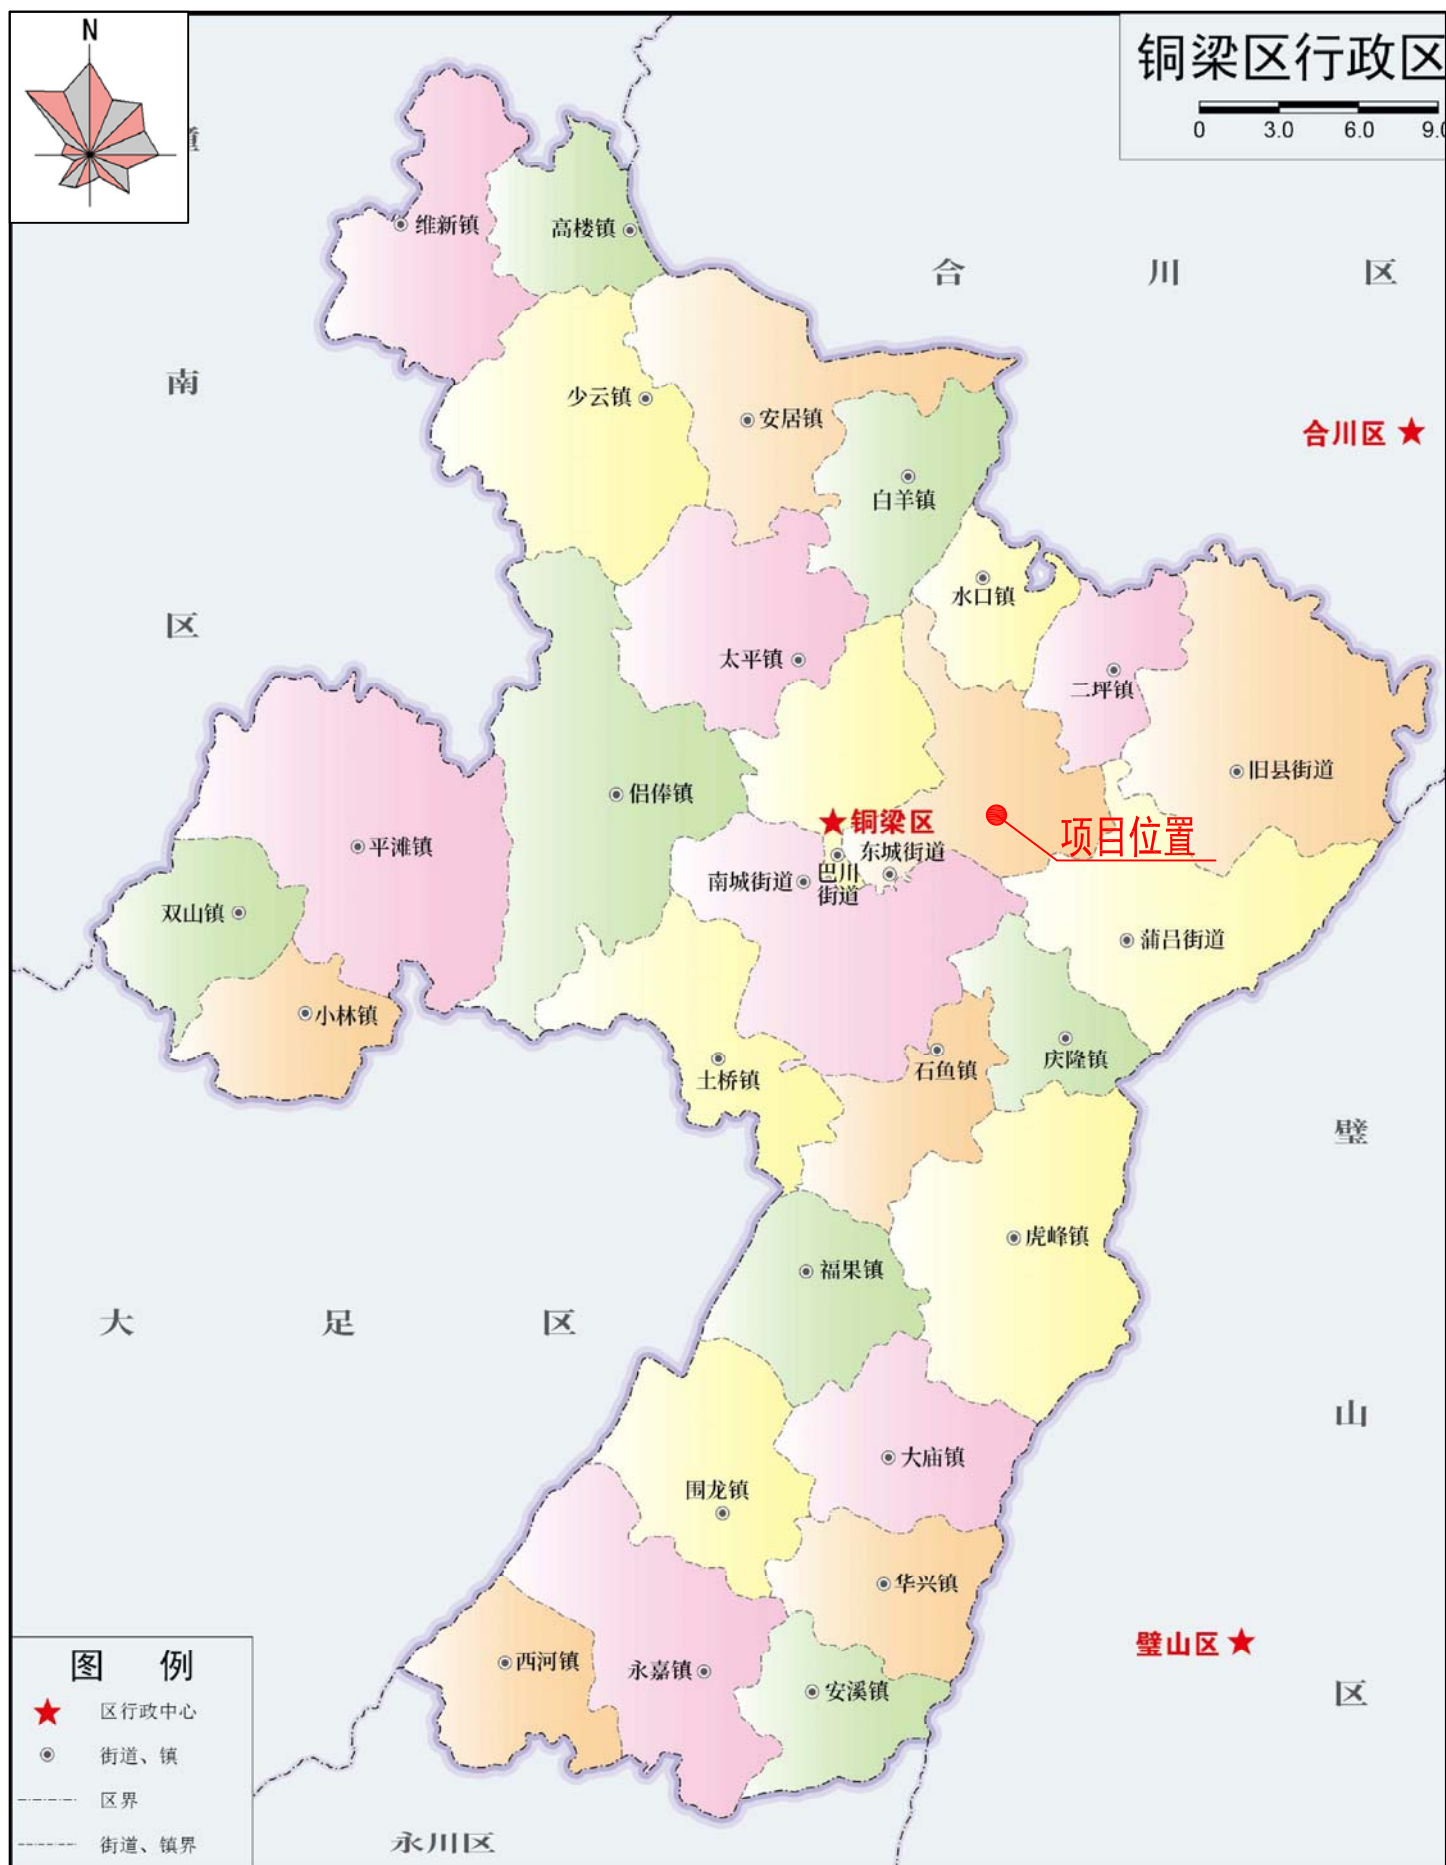 N
铜梁区行政区
0 3.0 6.0 9.0
维新镇
高楼镇
合 川 区
南
少云镇
安居镇
合川区
白羊镇
水口镇
区
太平镇
二坪镇
旧县街道
侣俸镇
铜梁区
项目位置
平滩镇
东城街道
南城街道
巴川
街道
双山镇
蒲吕街道
小林镇
土桥镇
石鱼镇
庆隆镇
璧
虎峰镇
福果镇
大 足 区
山
大庙镇
围龙镇
华兴镇
璧山区
西河镇
永嘉镇
安溪镇
区
图 例
区行政中心
街道、镇
区界
街道、镇界
永川区